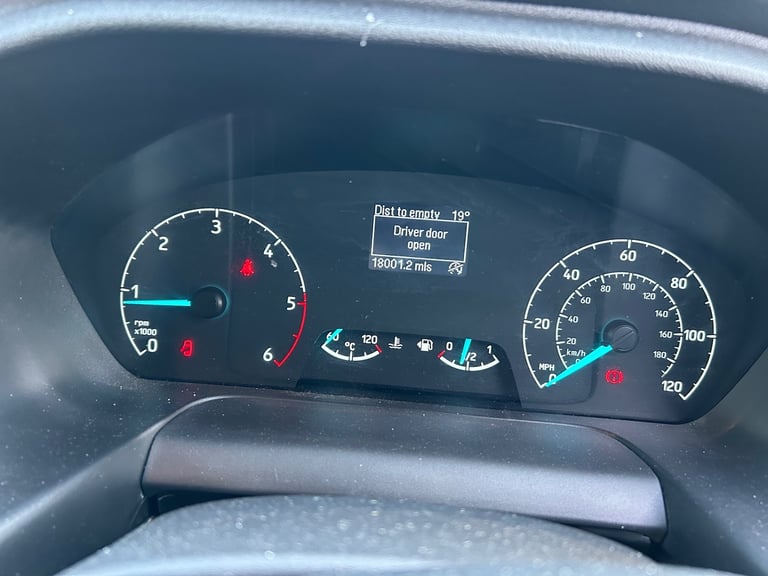 Dist to empty 19°
Driver door
open
18001.2 mls
0 1 2 3 4 5 6
rpm
x1000
60 120
°C
0 1/2 1
0 20 40 60 80 100 120
MPH
20 40 60 80 100 120 140 160 180
km/h